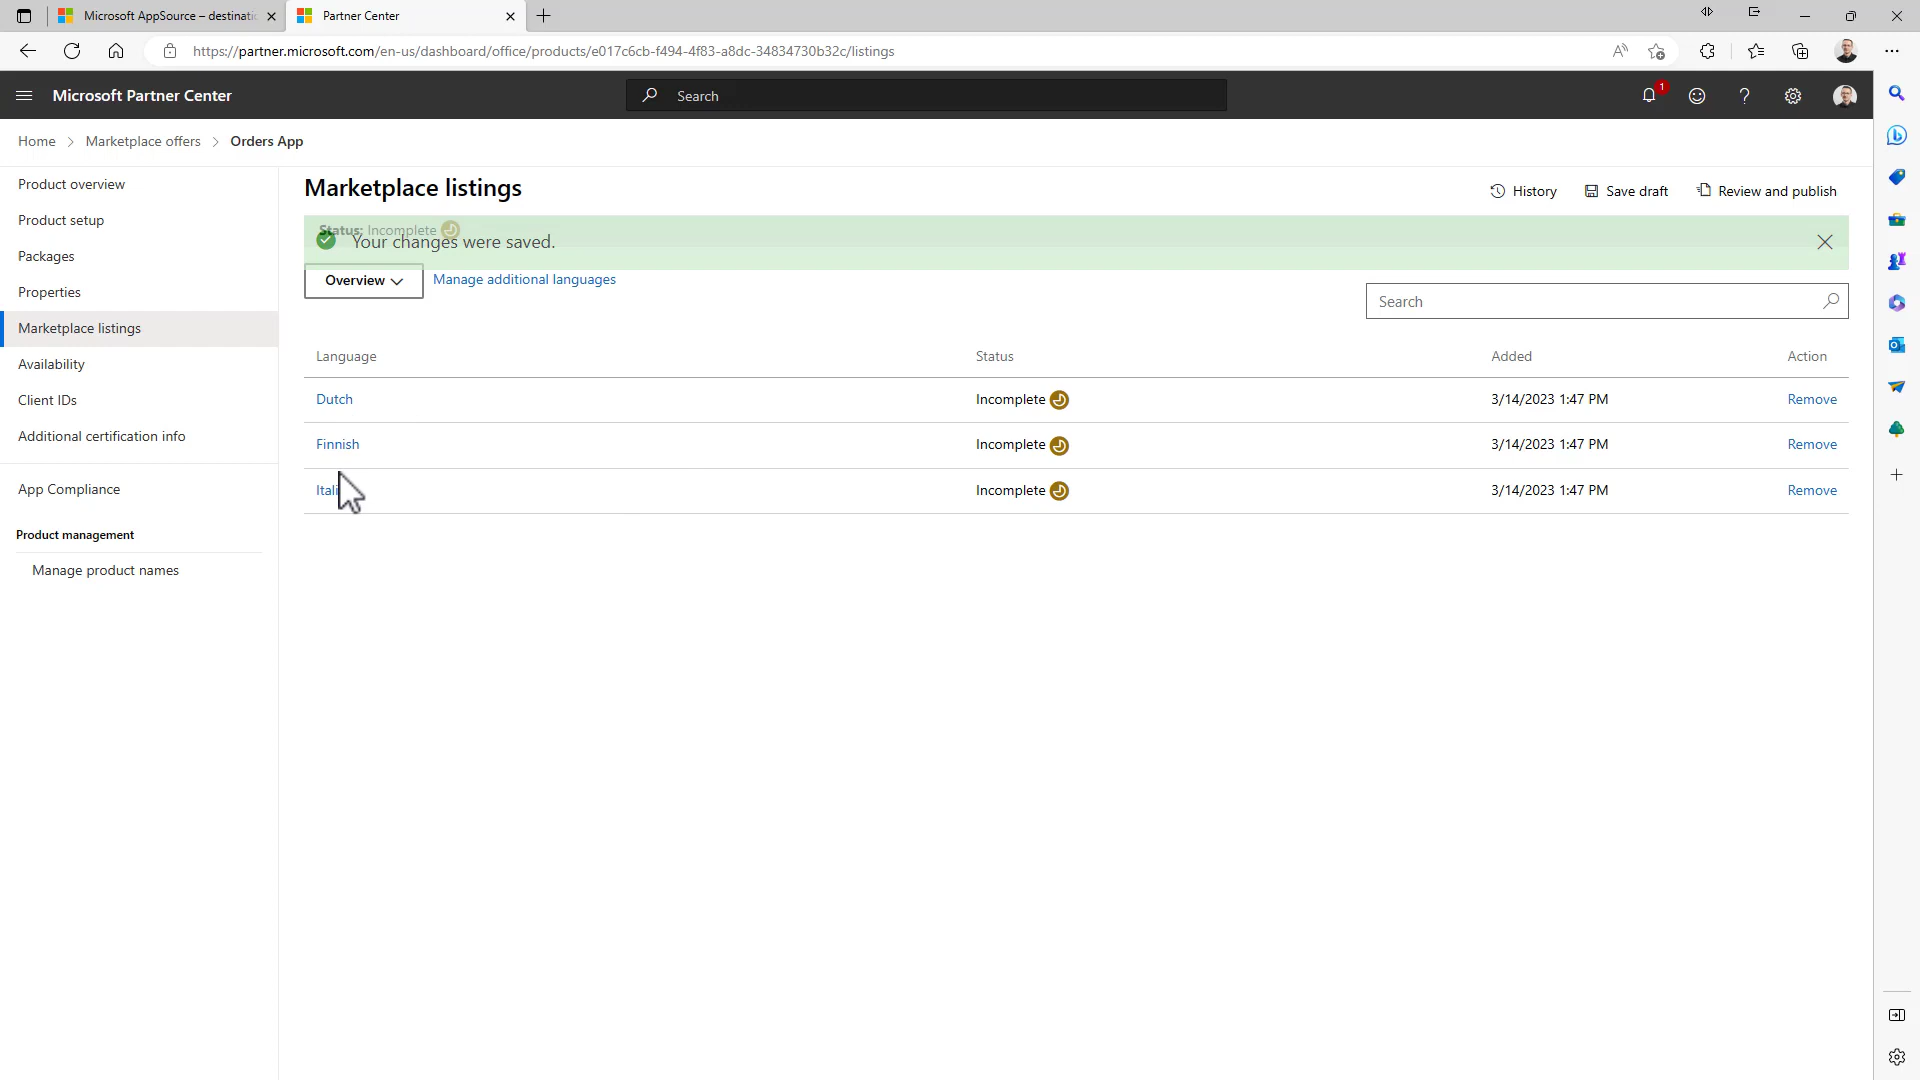 Microsoft AppSource – destinati
Partner Center
https://partner.microsoft.com/en-us/dashboard/office/products/e017c6cb-f494-4f83-a8dc-34834730b32c/listings
Microsoft Partner Center
Search
1
Home
Marketplace offers
Orders App
Product overview
Product setup
Packages
Properties
Marketplace listings
Availability
Client IDs
Additional certification info
App Compliance
Product management
Manage product names
Marketplace listings
History
Save draft
Review and publish
Status: Incomplete
Your changes were saved.
Overview
Manage additional languages
Search
Language Status Added Action
Dutch Incomplete 3/14/2023 1:47 PM Remove
Finnish Incomplete 3/14/2023 1:47 PM Remove
Itali Incomplete 3/14/2023 1:47 PM Remove